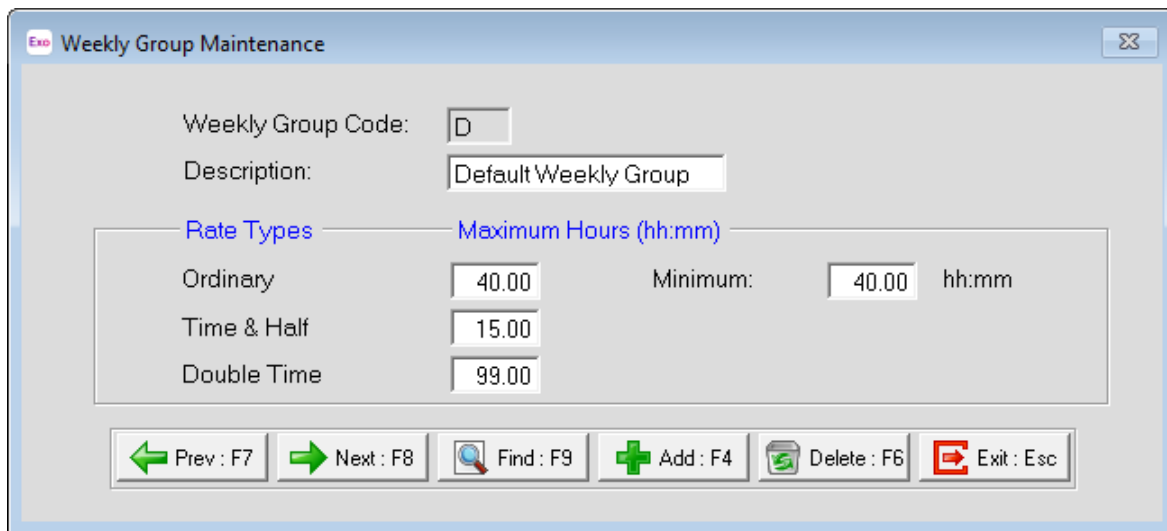 Exo Weekly Group Maintenance
Weekly Group Code: D
Description: Default Weekly Group
Rate Types Maximum Hours (hh:mm)
Ordinary 40.00 Minimum: 40.00 hh:mm
Time & Half 15.00
Double Time 99.00
Prev : F7 Next : F8 Find : F9 Add : F4 Delete : F6 Exit : Esc